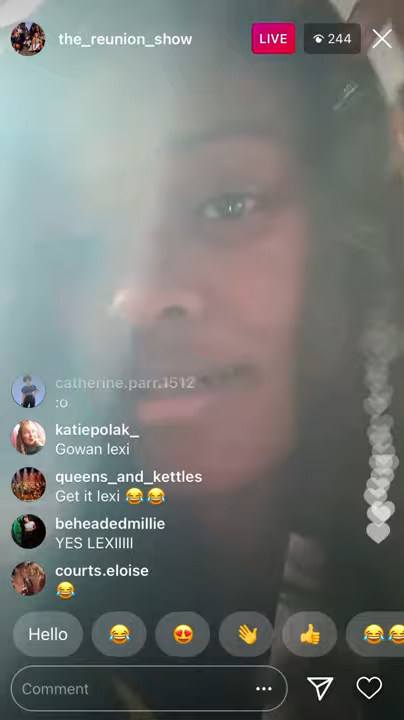 the_reunion_show
LIVE
244
catherine.parr.1512
:o
katiepolak_
Gowan lexi
queens_and_kettles
Get it lexi 😂😂
beheadedmillie
YES LEXIIIII
courts.eloise
😂
Hello 😂 😍 👋 👍 😂😂
Comment